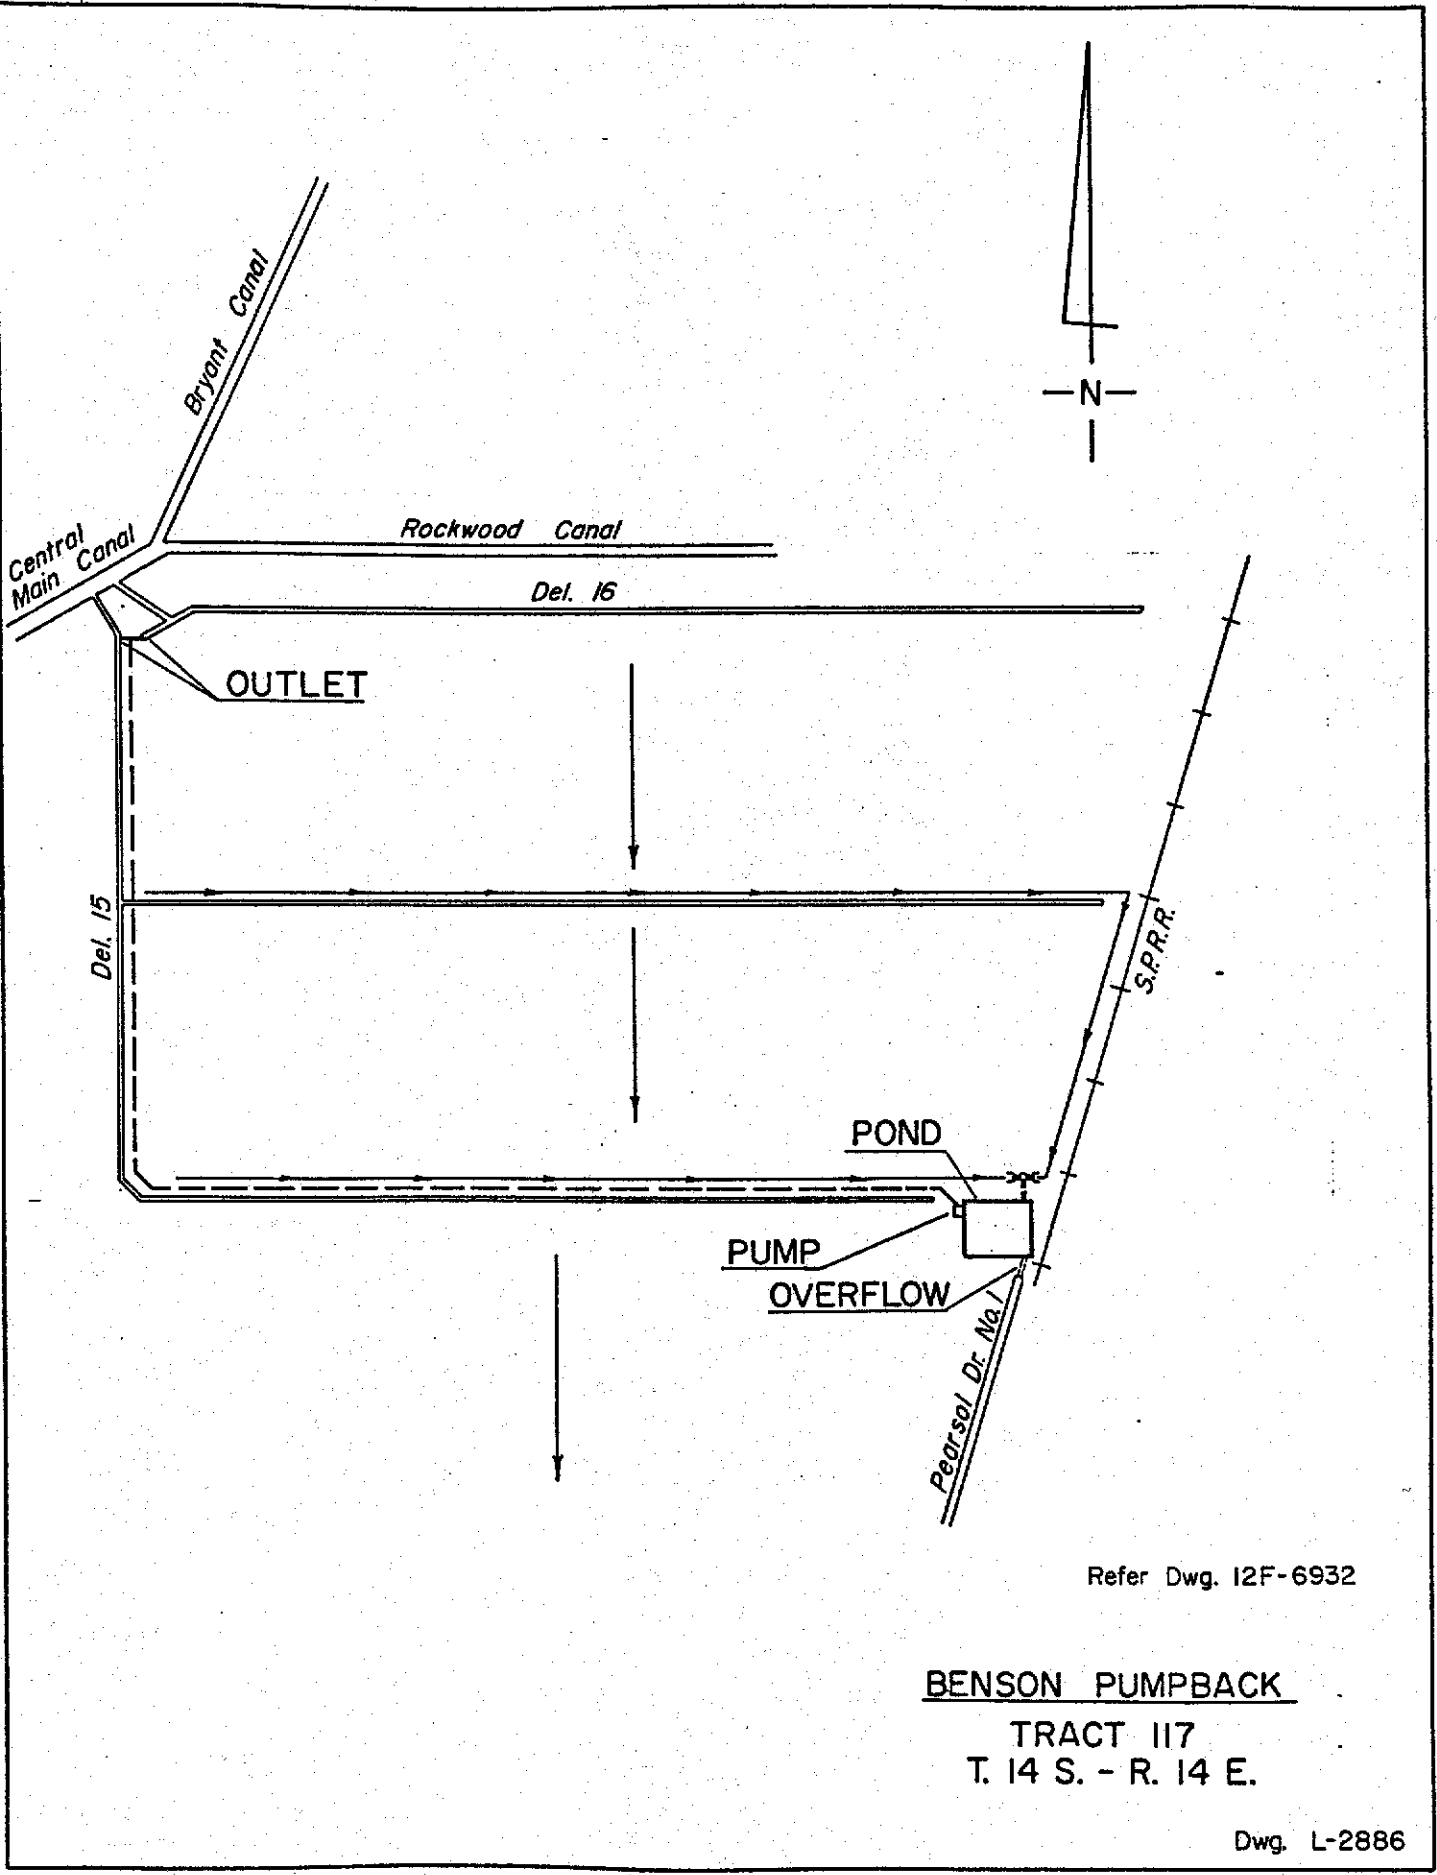 Bryant Canal
N
Central
Main Canal
Rockwood Canal
Del. 16
OUTLET
Del. 15
S.P.R.R.
POND
PUMP
OVERFLOW
Pearsal Dr. No. 1
Refer Dwg. 12F-6932
BENSON PUMPBACK
TRACT 117
T. 14 S. - R. 14 E.
Dwg. L-2886